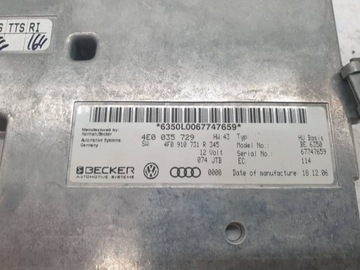 S TTS RI
164
*6350L0067747659*
Manufactured by:
Harman/Becker
Automotive Systems
Germany
4E0 035 729 HW:43 Typ: HU Basis
SW 4F0 910 731 R 345 Model No.: BE 6350
12 Volt Serial No.: 67747659
074 JTB EC: 114
BECKER
AUTOMOTIVE SYSTEMS
0000 Date of manufacture 18.12.06